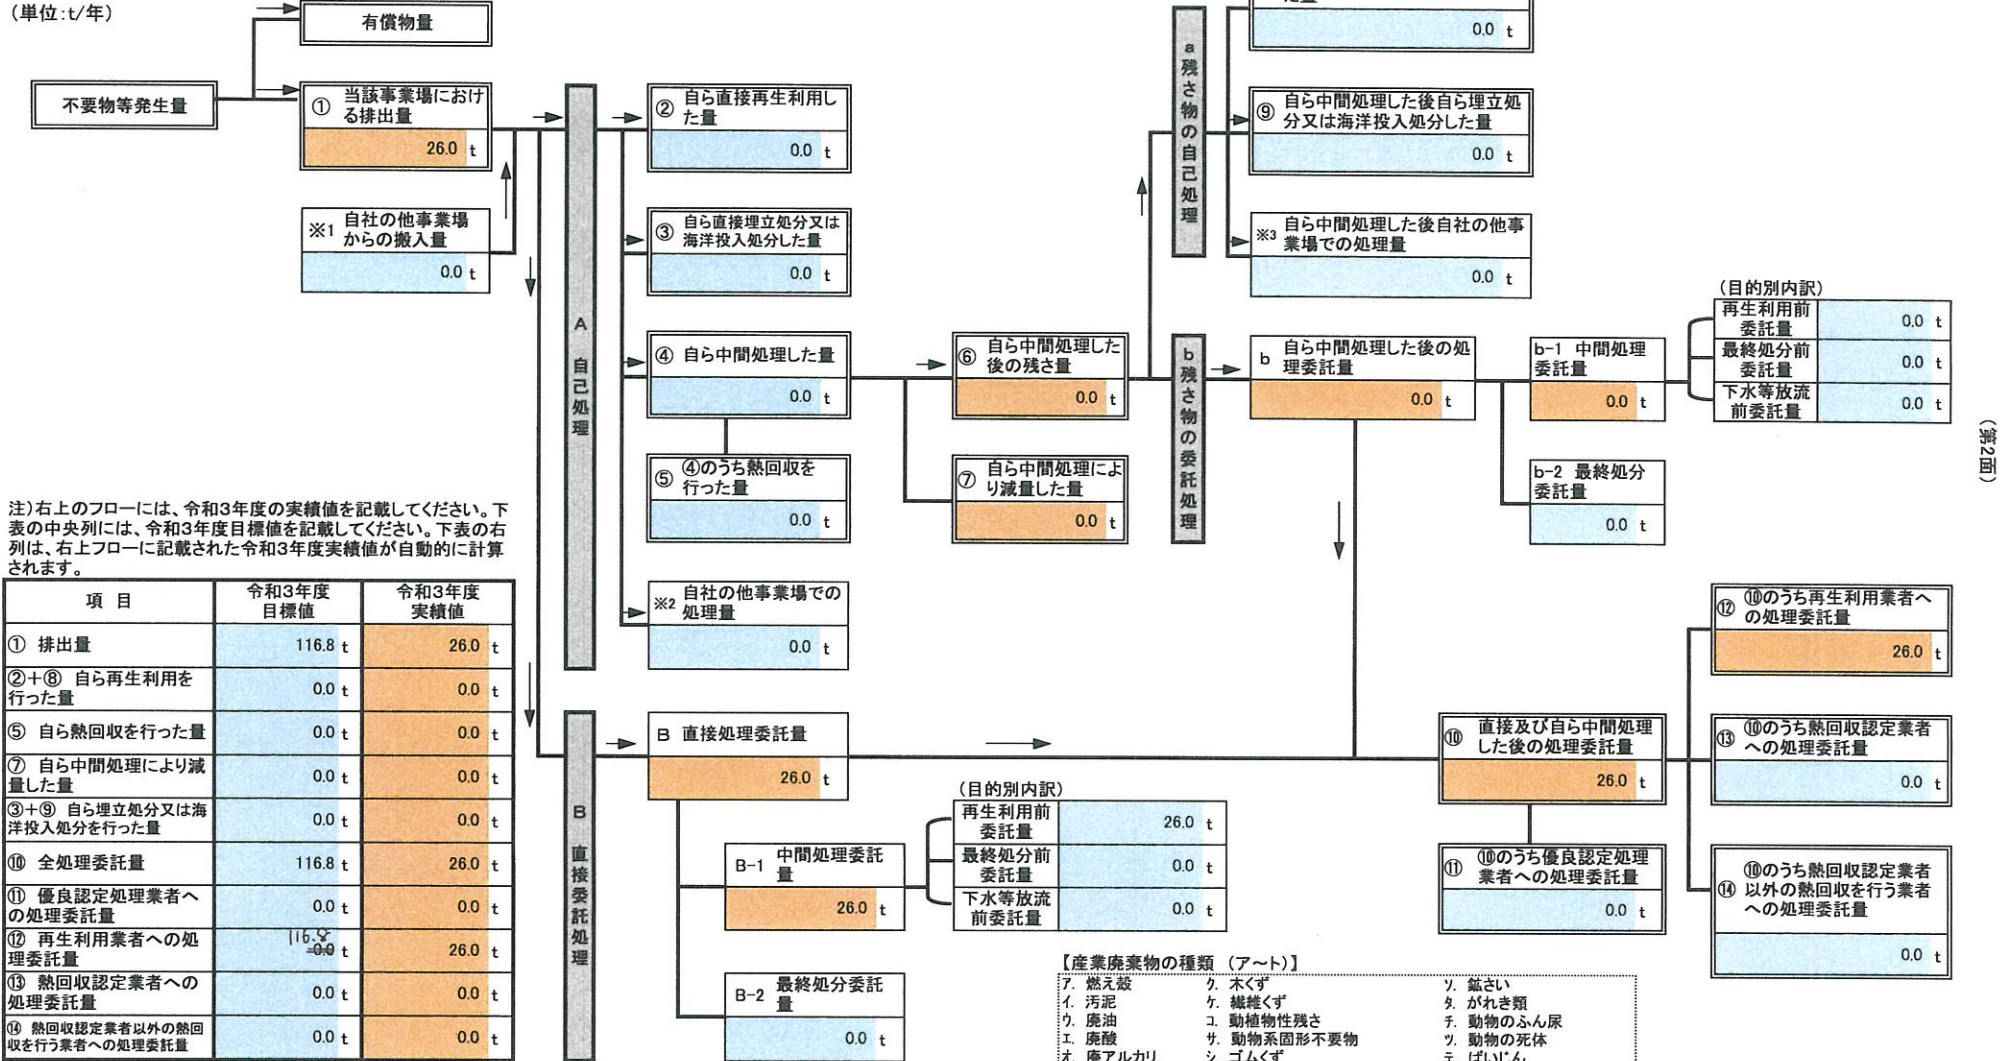 (単位:t/年)
有償物量
不要物等発生量
① 当該事業場におけ
る排出量
26.0 t
※1 自社の他事業場
からの搬入量
0.0 t
A 自己処理
② 自ら直接再生利用し
た量
0.0 t
③ 自ら直接埋立処分又は
海洋投入処分した量
0.0 t
④ 自ら中間処理した量
0.0 t
⑤ ④のうち熱回収を
行った量
0.0 t
※2 自社の他事業場での
処理量
0.0 t
⑥ 自ら中間処理した
後の残さ量
0.0 t
⑦ 自ら中間処理によ
り減量した量
0.0 t
a 残さ物の自己処理
0.0 t
⑨ 自ら中間処理した後自ら埋立処
分又は海洋投入処分した量
0.0 t
※3 自ら中間処理した後自社の他事
業場での処理量
0.0 t
b 残さ物の委託処理
b 自ら中間処理した後の処
理委託量
0.0 t
b-1 中間処理
委託量
0.0 t
(目的別内訳)
再生利用前
委託量 0.0 t
最終処分前
委託量 0.0 t
下水等放流
前委託量 0.0 t
b-2 最終処分
委託量
0.0 t
(第2面)
注)右上のフローには、令和3年度の実績値を記載してください。下
表の中央列には、令和3年度目標値を記載してください。下表の右
列は、右上フローに記載された令和3年度実績値が自動的に計算
されます。
項 目 令和3年度 令和3年度
目標値 実績値
① 排出量 116.8 t 26.0 t
②+⑧ 自ら再生利用を
行った量 0.0 t 0.0 t
⑤ 自ら熱回収を行った量 0.0 t 0.0 t
⑦ 自ら中間処理により減
量した量 0.0 t 0.0 t
③+⑨ 自ら埋立処分又は海
洋投入処分を行った量 0.0 t 0.0 t
⑩ 全処理委託量 116.8 t 26.0 t
⑪ 優良認定処理業者へ
の処理委託量 0.0 t 0.0 t
116.8
⑫ 再生利用業者への処
理委託量 0.0 t 26.0 t
⑬ 熱回収認定業者への
処理委託量 0.0 t 0.0 t
⑭ 熱回収認定業者以外の熱回
収を行う業者への処理委託量 0.0 t 0.0 t
B 直接委託処理
B 直接処理委託量
26.0 t
B-1 中間処理委託
量
26.0 t
(目的別内訳)
再生利用前
委託量 26.0 t
最終処分前
委託量 0.0 t
下水等放流
前委託量 0.0 t
B-2 最終処分委託
量
0.0 t
⑩ 直接及び自ら中間処理
した後の処理委託量
26.0 t
⑪ ⑩のうち優良認定処理
業者への処理委託量
0.0 t
⑫ ⑩のうち再生利用業者へ
の処理委託量
26.0 t
⑬ ⑩のうち熱回収認定業者
への処理委託量
0.0 t
⑭ ⑩のうち熱回収認定業者
以外の熱回収を行う業者
への処理委託量
0.0 t
【産業廃棄物の種類 (ア~ト)】
ア. 燃え殻 ク. 木くず ソ. 鉱さい
イ. 汚泥 ケ. 繊維くず タ. がれき類
ウ. 廃油 コ. 動植物性残さ チ. 動物のふん尿
エ. 廃酸 サ. 動物系固形不要物 ツ. 動物の死体
オ. 廃アルカリ シ. ゴムくず テ. ばいじん